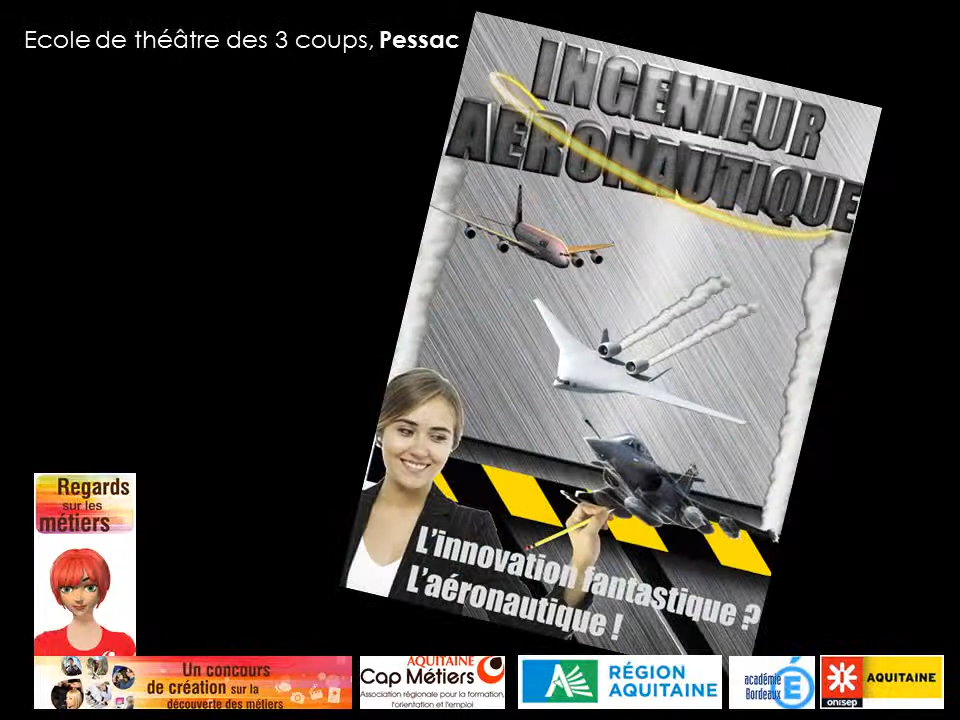 Ecole de théâtre des 3 coups, Pessac
INGENIEUR
AERONAUTIQUE
L'innovation fantastique ?
L'aéronautique !
Regards
sur les
métiers
Un concours
de création sur la
découverte des métiers
AQUITAINE
Cap Métiers
Association régionale pour la formation,
l'orientation et l'emploi
RÉGION
AQUITAINE
académie
Bordeaux
onisep
AQUITAINE